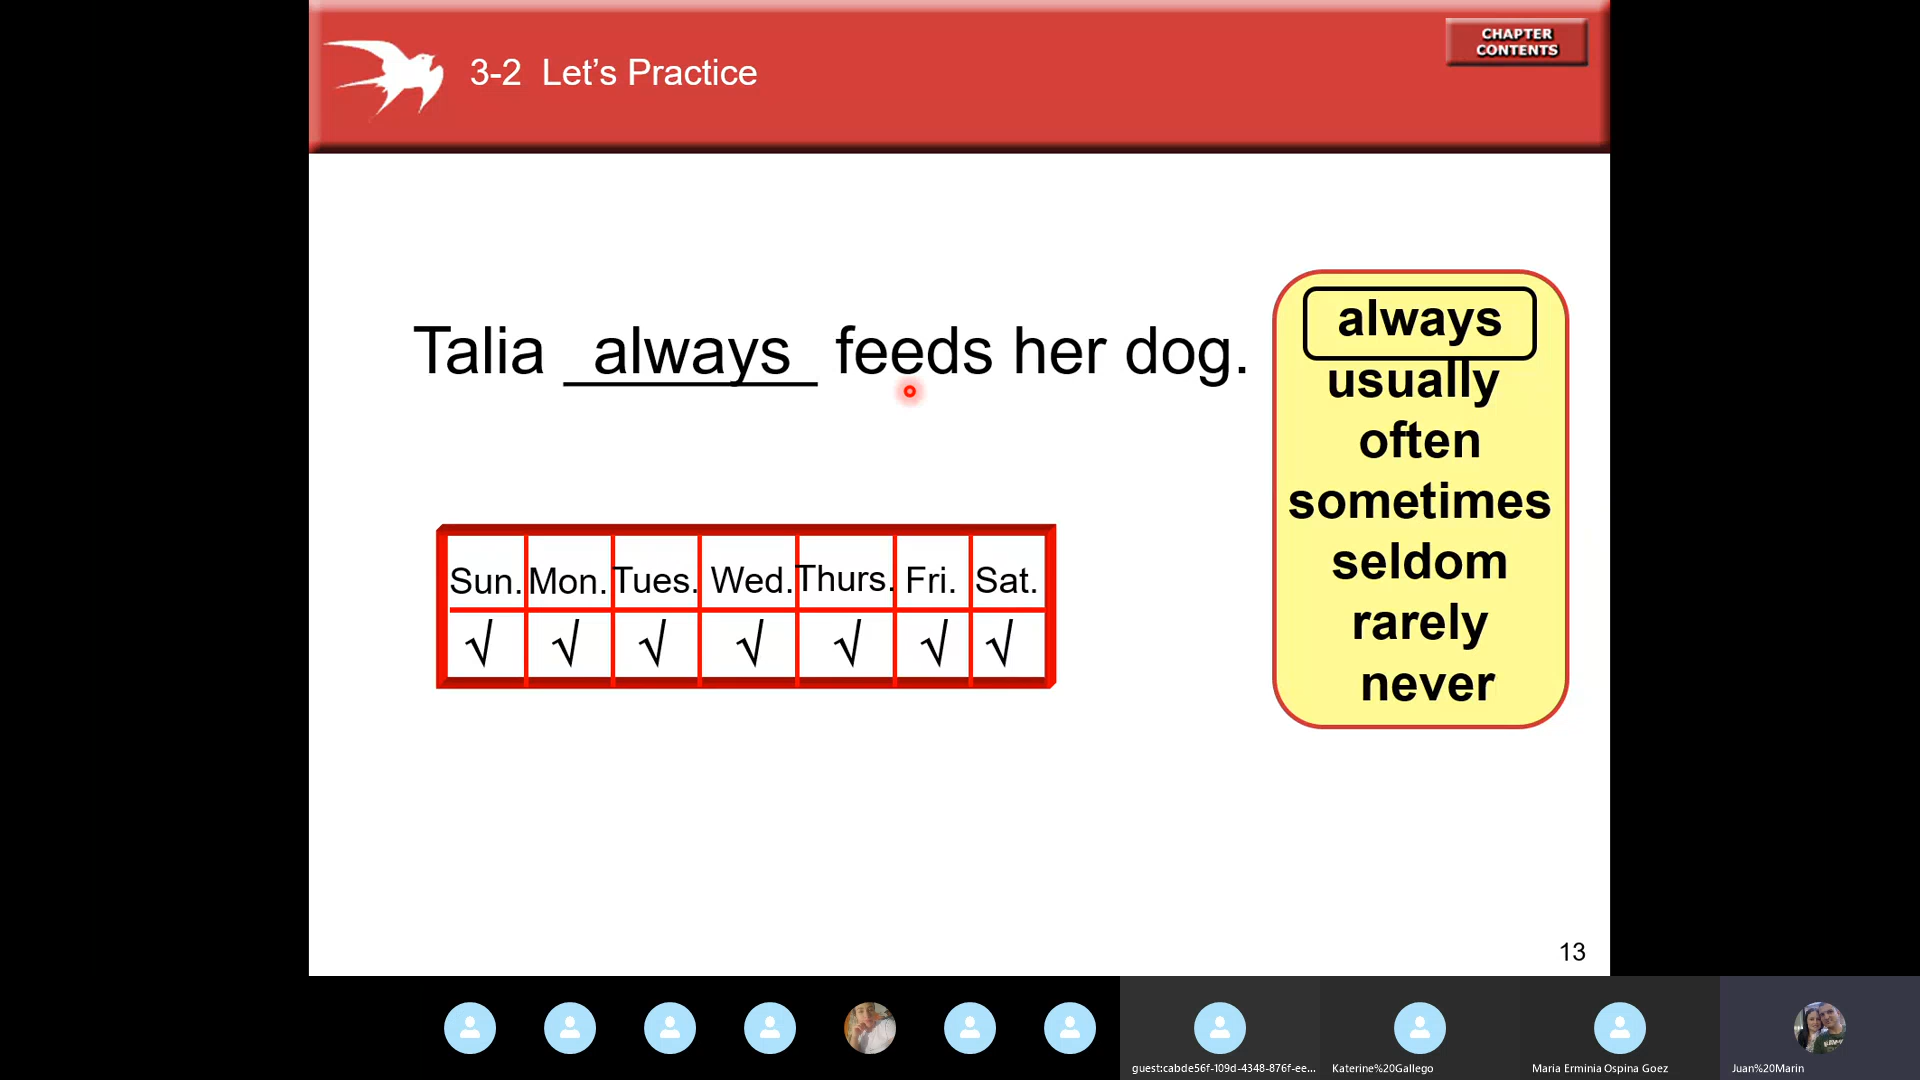 CHAPTER
CONTENTS
3-2 Let's Practice
Talia always feeds her dog.
always
usually
often
sometimes
seldom
rarely
never
Sun. Mon. Tues. Wed. Thurs. Fri. Sat.
√ √ √ √ √ √ √
13
guest:cabde56f-109d-4348-876f-ee...
Katerine%20Gallego
Maria Erminia Ospina Goez
Juan%20Marin